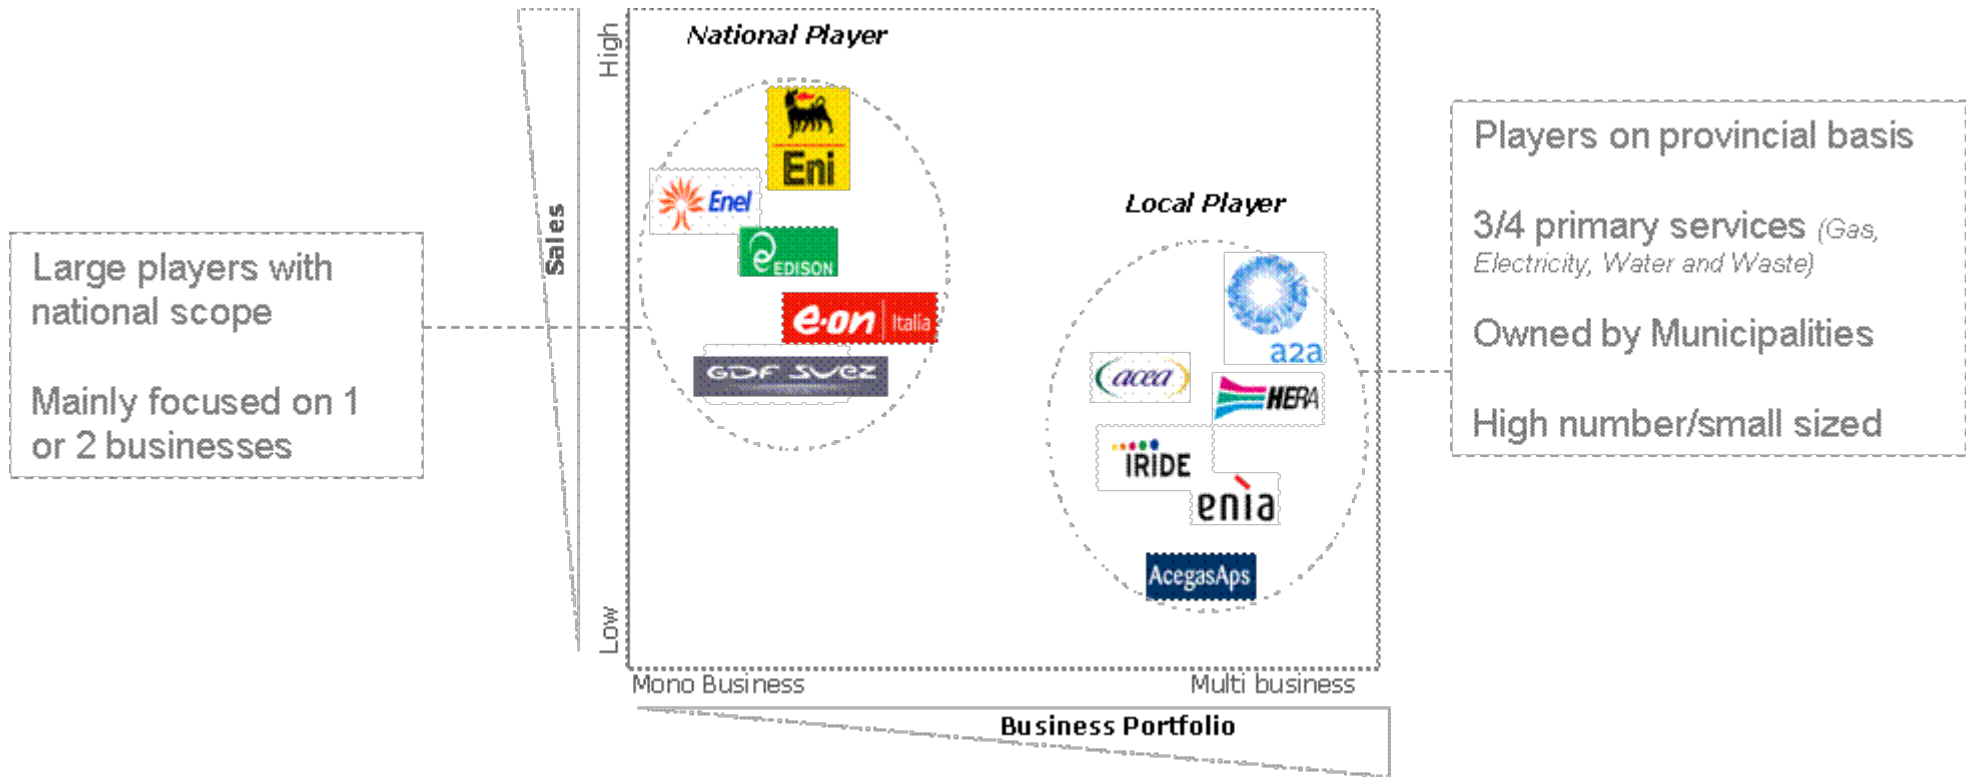 National Player
High
Eni
Enel
EDISON
e·on Italia
GDF SUEZ
Sales
Large players with
national scope
Mainly focused on 1
or 2 businesses
Local Player
a2a
acea
HERA
IRIDE
enìa
AcegasAps
Players on provincial basis
3/4 primary services (Gas,
Electricity, Water and Waste)
Owned by Municipalities
High number/small sized
Low
Mono Business
Multi business
Business Portfolio